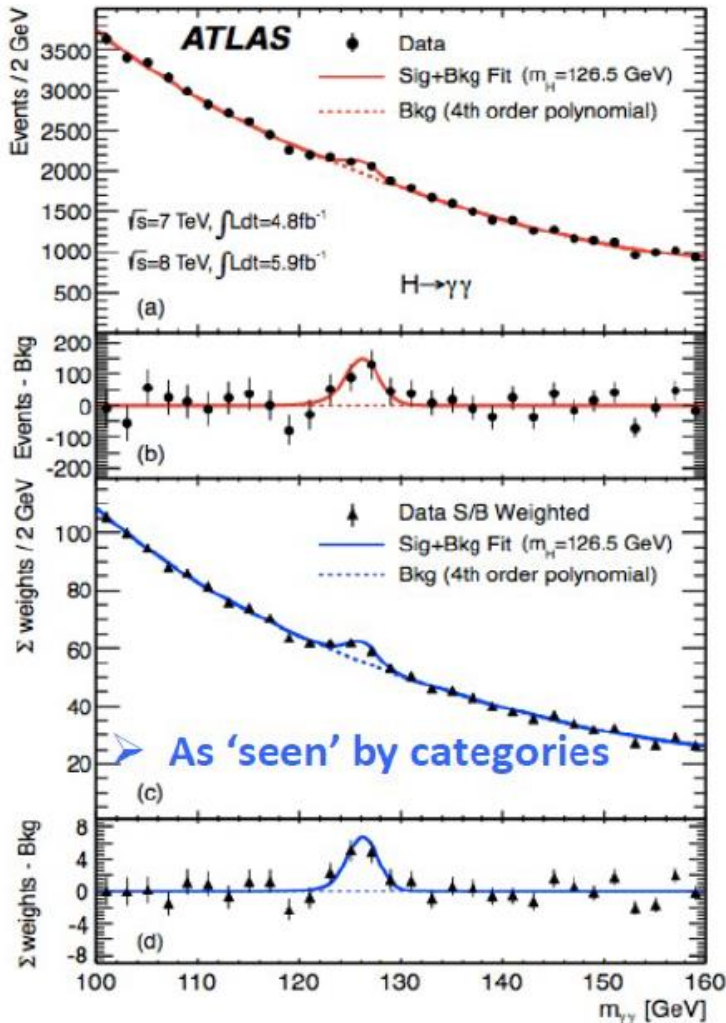 ATLAS
Data
Sig+Bkg Fit (m_H=126.5 GeV)
Bkg (4th order polynomial)
Events / 2 GeV
3500
3000
2500
2000
1500
1000
500
√s=7 TeV, ∫Ldt=4.8fb⁻¹
√s=8 TeV, ∫Ldt=5.9fb⁻¹
H→γγ
(a)
Events - Bkg
200
100
0
-100
-200
(b)
Σ weights / 2 GeV
100
80
60
40
20
Data S/B Weighted
Sig+Bkg Fit (m_H=126.5 GeV)
Bkg (4th order polynomial)
➢ As ‘seen’ by categories
(c)
Σ weights - Bkg
8
4
0
-4
-8
(d)
100 110 120 130 140 150 160
m_γγ [GeV]